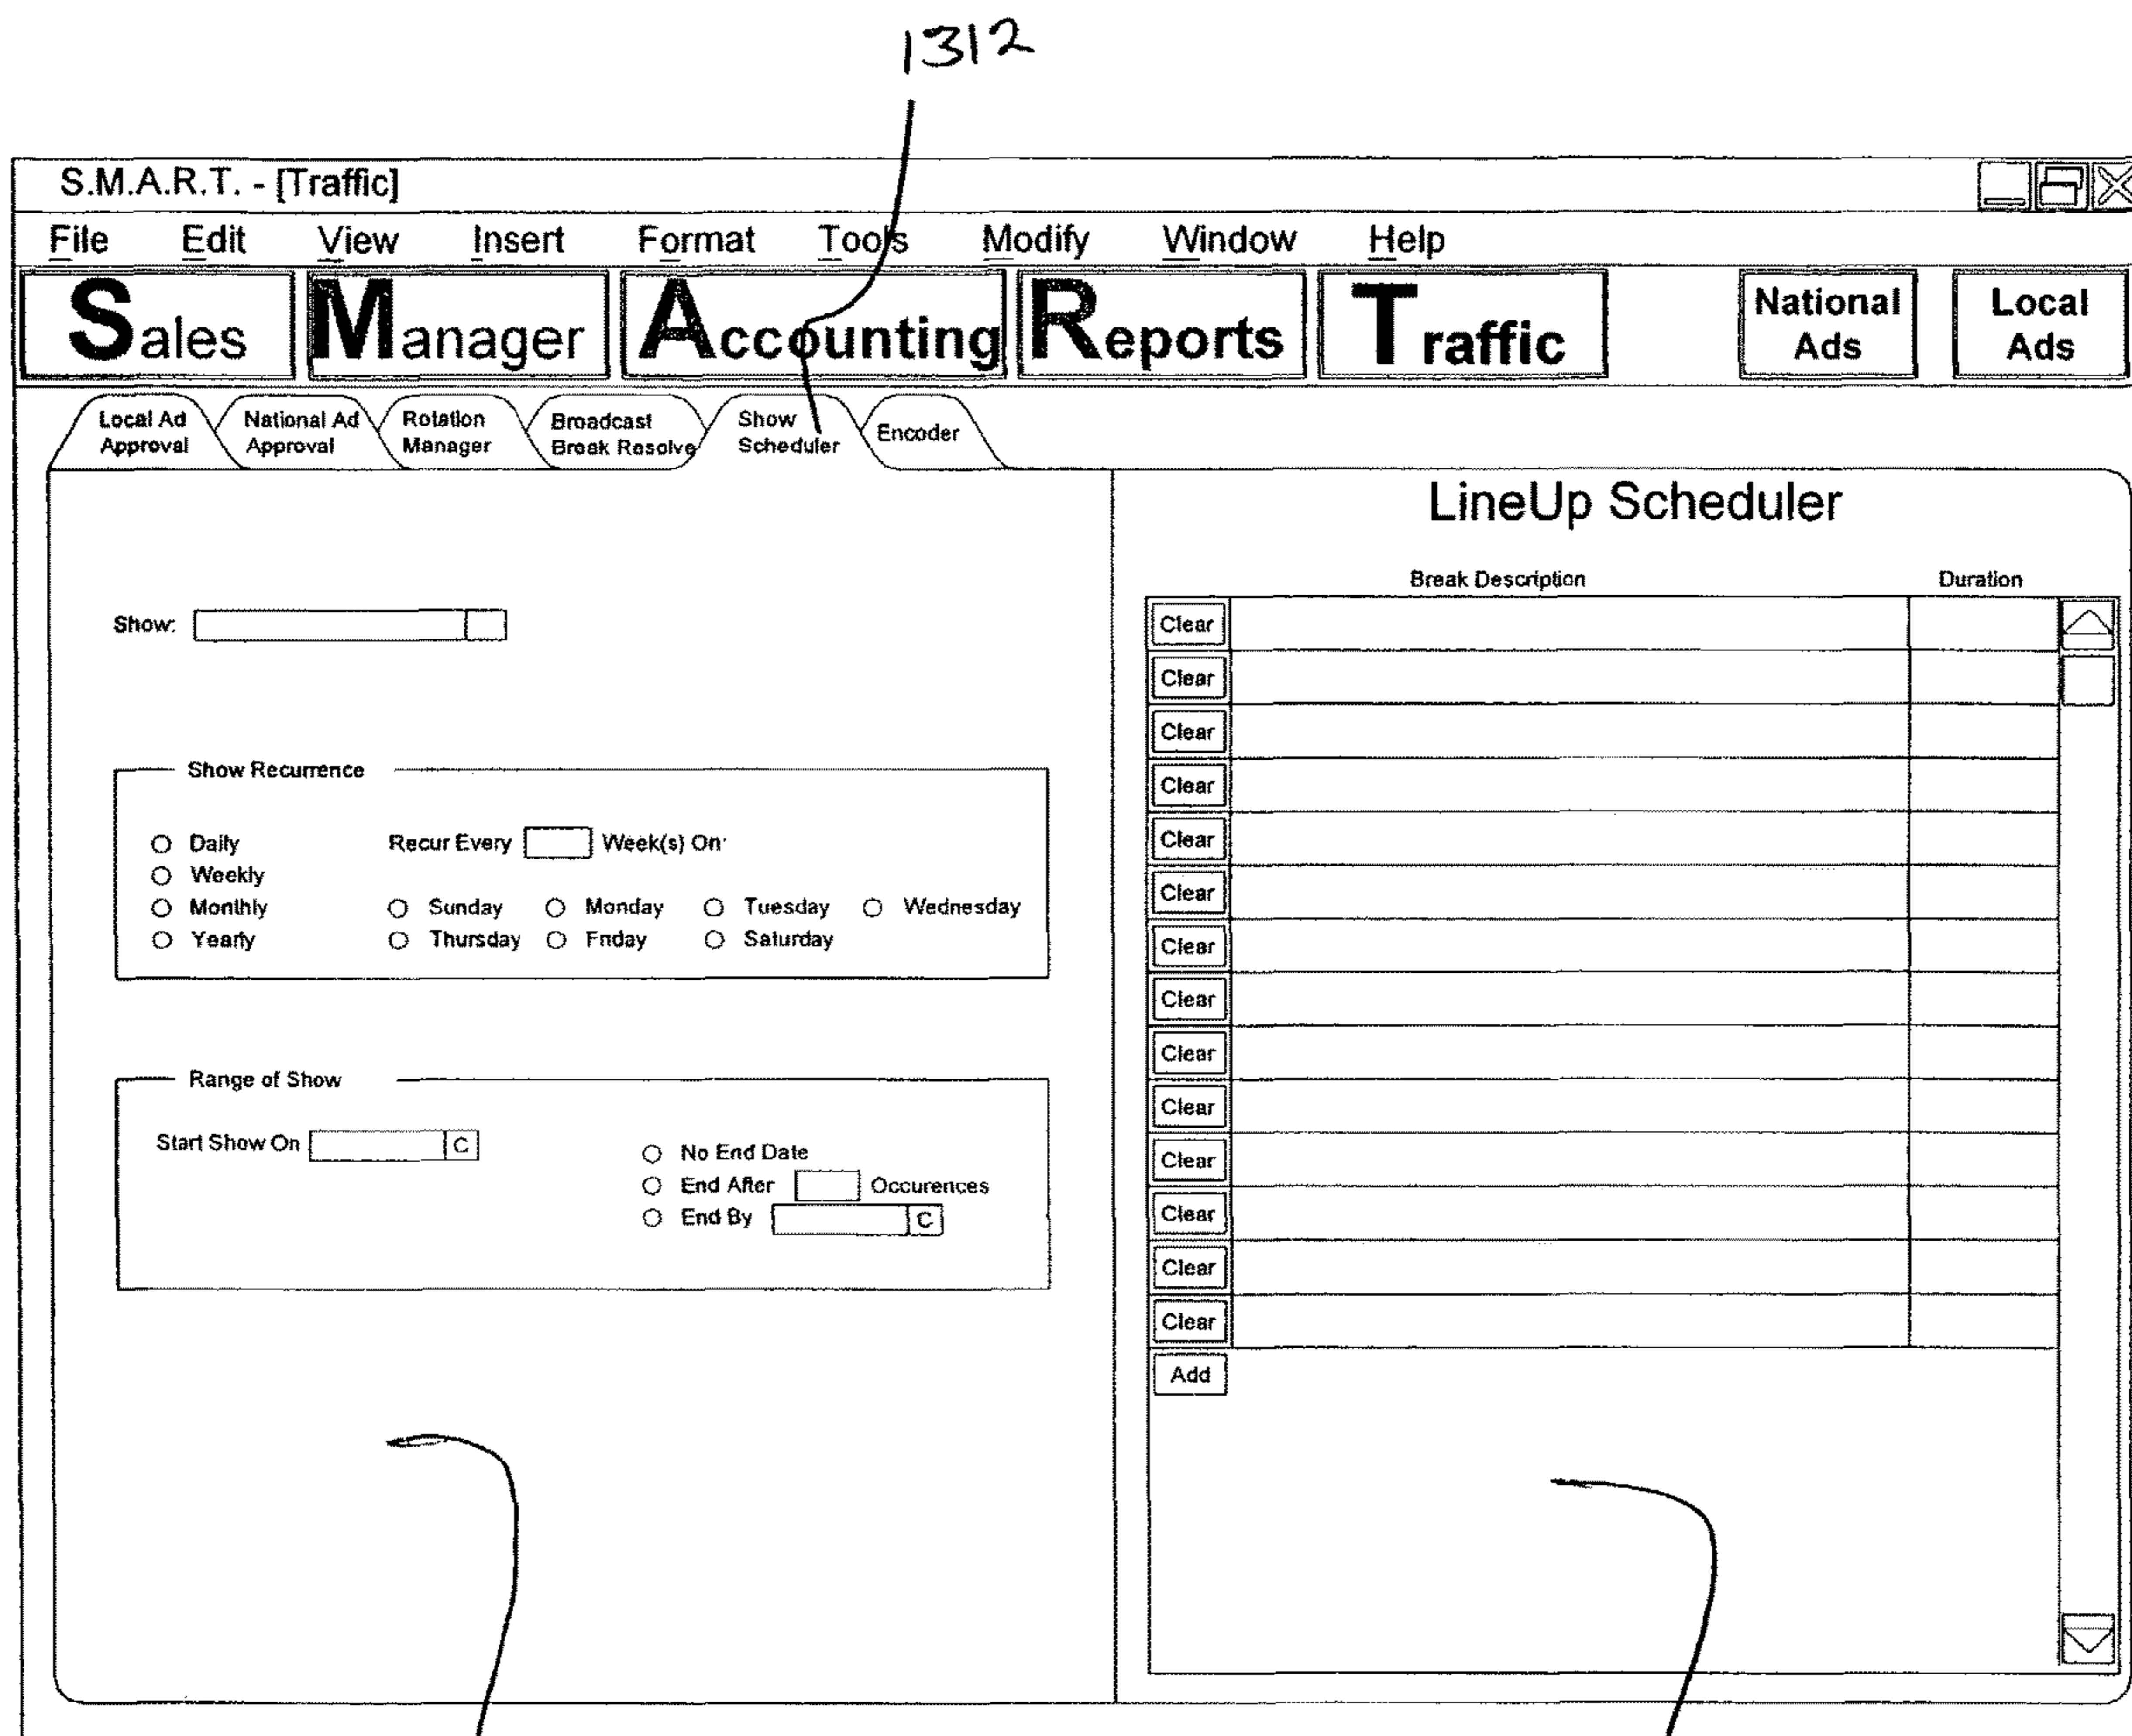 1312
S.M.A.R.T. - [Traffic]
File Edit View Insert Format Tools Modify Window Help
Sales Manager Accounting Reports Traffic National Ads Local Ads
Local Ad Approval National Ad Approval Rotation Manager Broadcast Break Resolve Show Scheduler Encoder
LineUp Scheduler
Break Description Duration
Show:
Show Recurrence
Daily Recur Every Week(s) On:
Weekly
Monthly Sunday Monday Tuesday Wednesday
Yearly Thursday Friday Saturday
Range of Show
Start Show On C
No End Date
End After Occurences
End By C
Clear
Clear
Clear
Clear
Clear
Clear
Clear
Clear
Clear
Clear
Clear
Clear
Clear
Clear
Add